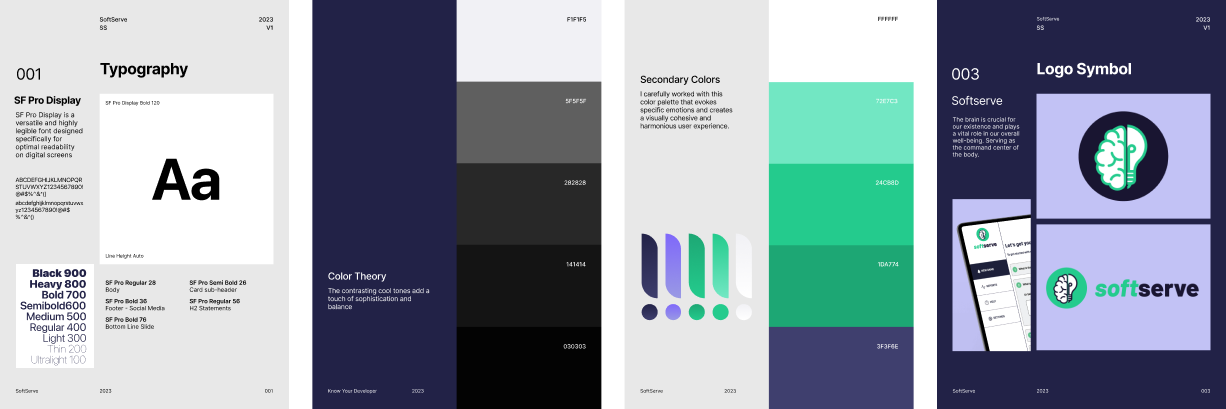 SoftServe
SS
2023
V1
001
Typography
SF Pro Display
SF Pro Display is a
versatile and highly
legible font designed
specifically for
optimal readability
on digital screens
ABCDEFGHIJKLMNOPQR
STUVWXYZ1234567890!
@#$%^&*()
abcdefghijklmnopqrstuvwx
yz1234567890!@#$
%^&*()
SF Pro Display Bold 120
Aa
Line Height Auto
Black 900
Heavy 800
Bold 700
Semibold600
Medium 500
Regular 400
Light 300
Thin 200
Ultralight 100
SF Pro Regular 28
Body
SF Pro Bold 36
Footer - Social Media
SF Pro Bold 76
Bottom Line Slide
SF Pro Semi Bold 26
Card sub-header
SF Pro Regular 56
H2 Statements
SoftServe
2023
001
F1F1F5
5F5F5F
282828
141414
030303
Color Theory
The contrasting cool tones add a
touch of sophistication and
balance
Know Your Developer
2023
FFFFFF
Secondary Colors
I carefully worked with this
color palette that evokes
specific emotions and creates
a visually cohesive and
harmonious user experience.
24CB8D
1DA774
3F3F6E
SoftServe
2023
SoftServe
SS
2023
V1
003
Logo Symbol
Softserve
The brain is crucial for
our existence and plays
a vital role in our overall
well-being. Serving as
the command center of
the body.
softserve
Let's get you
softserve
SoftServe
2023
003